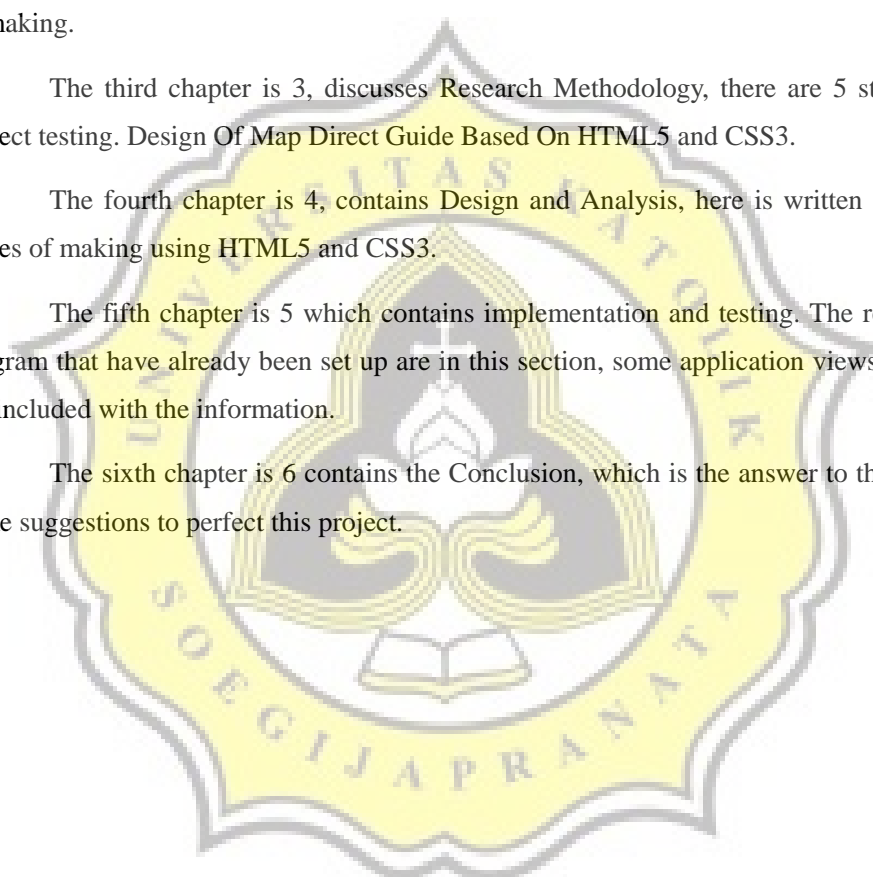 making.
The third chapter is 3, discusses Research Methodology, there are 5 st
ect testing. Design Of Map Direct Guide Based On HTML5 and CSS3.
The fourth chapter is 4, contains Design and Analysis, here is written
es of making using HTML5 and CSS3.
The fifth chapter is 5 which contains implementation and testing. The r
gram that have already been set up are in this section, some application views
included with the information.
The sixth chapter is 6 contains the Conclusion, which is the answer to th
e suggestions to perfect this project.
UNIVERSITAS KATOLIK
SOEGIJAPRANATA